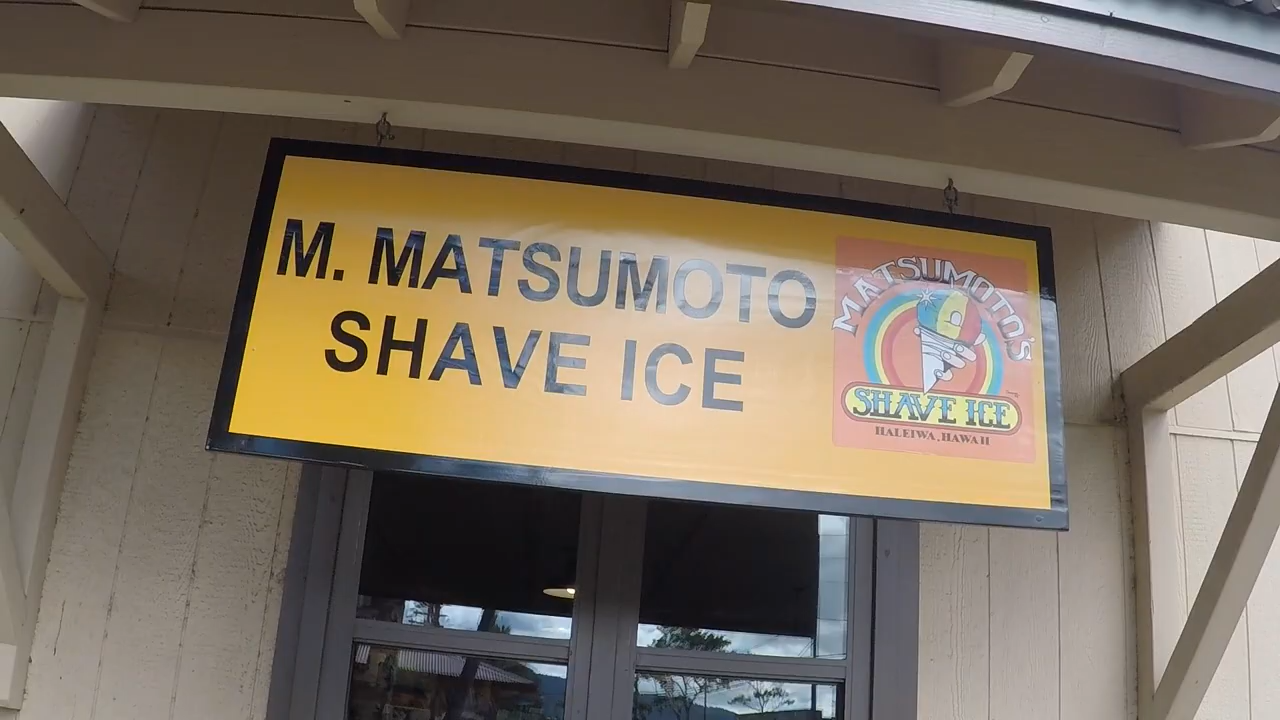 M. MATSUMOTO
SHAVE ICE
MATSUMOTO'S
SHAVE ICE
HALEIWA, HAWAII